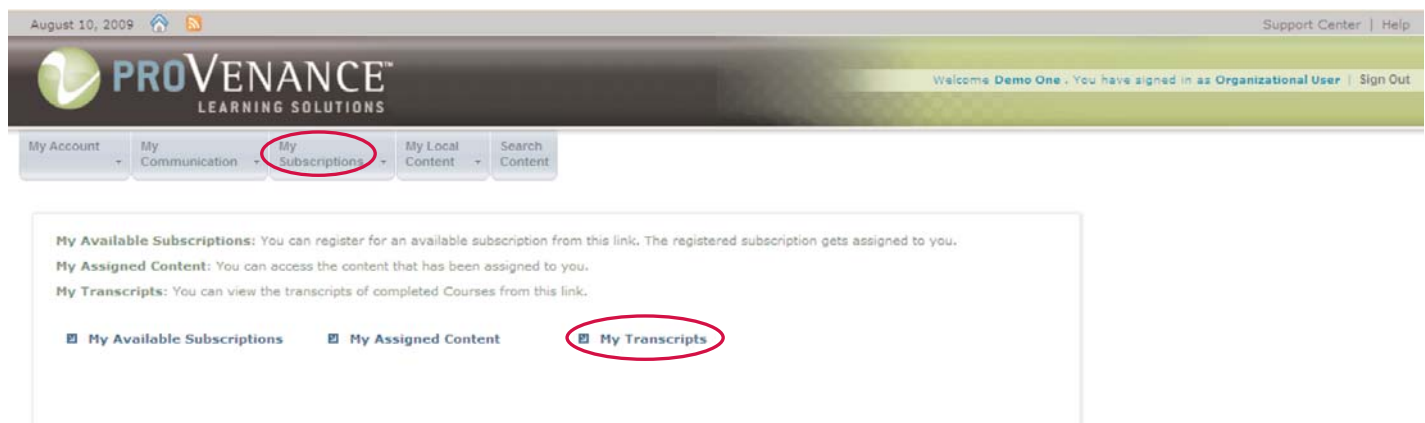 August 10, 2009
Support Center | Help
PROVENANCE™
LEARNING SOLUTIONS
Welcome Demo One . You have signed in as Organizational User | Sign Out
My Account
My Communication
My Subscriptions
My Local Content
Search Content
My Available Subscriptions: You can register for an available subscription from this link. The registered subscription gets assigned to you.
My Assigned Content: You can access the content that has been assigned to you.
My Transcripts: You can view the transcripts of completed Courses from this link.
My Available Subscriptions
My Assigned Content
My Transcripts